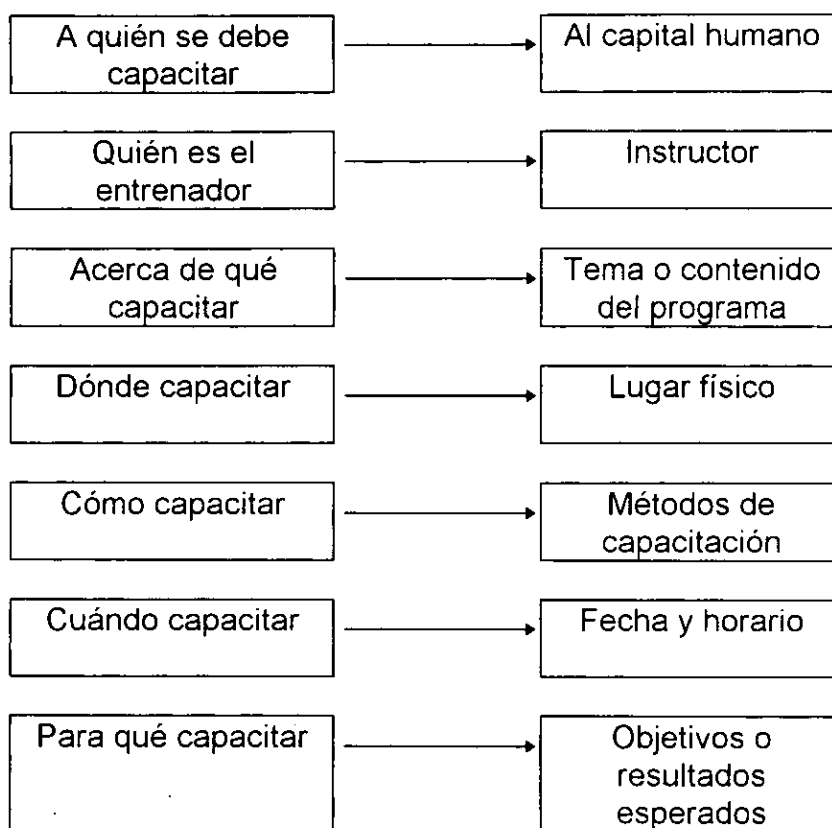 A quién se debe
capacitar
Al capital humano
Quién es el
entrenador
Instructor
Acerca de qué
capacitar
Tema o contenido
del programa
Dónde capacitar
Lugar físico
Cómo capacitar
Métodos de
capacitación
Cuándo capacitar
Fecha y horario
Para qué capacitar
Objetivos o
resultados
esperados